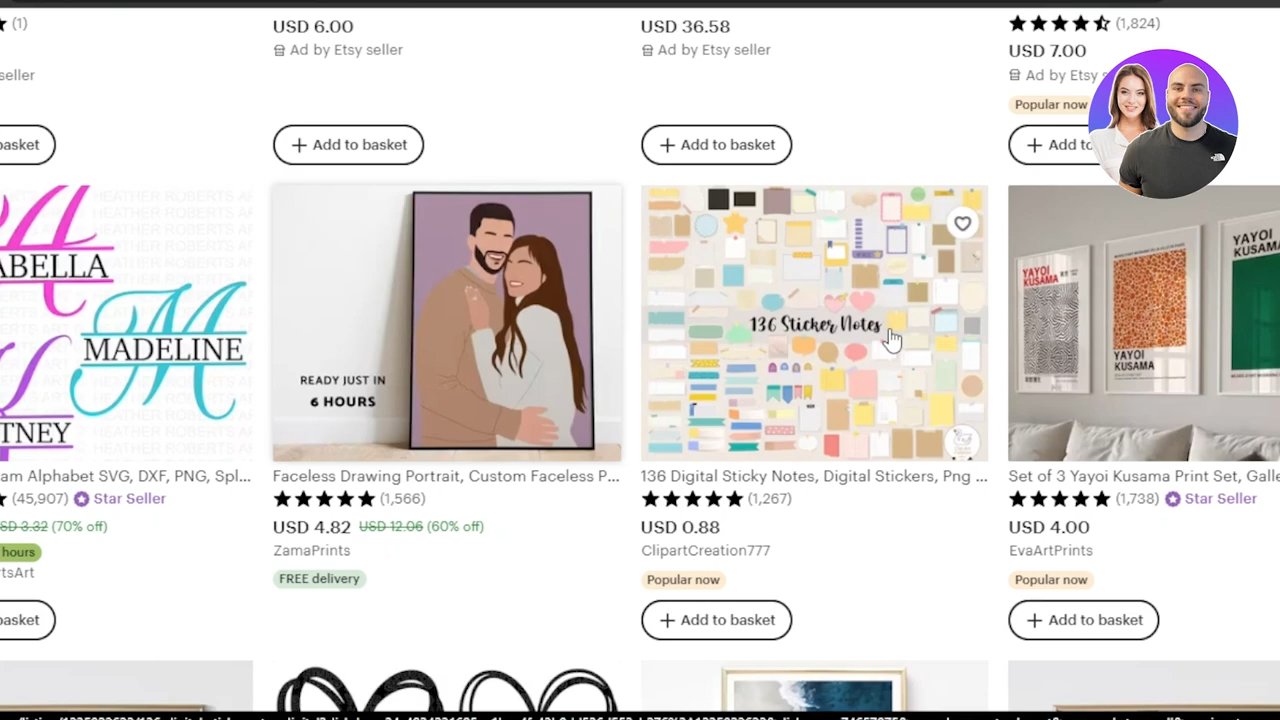 (1)
USD 6.00
USD 36.58
(1,824)
seller
Ad by Etsy seller
Ad by Etsy seller
USD 7.00
Ad by Etsy
Popular now
basket
+ Add to basket
+ Add to basket
+ Add
HEATHER ROBERTS
ABELLA
MADELINE
TNEY
READY JUST IN
6 HOURS
136 Sticker Notes
YAYOI
KUSAMA
YAYOI
KUSAMA
YAYOI
KUSAMA
am Alphabet SVG, DXF, PNG, Spl...
Faceless Drawing Portrait, Custom Faceless P...
136 Digital Sticky Notes, Digital Stickers, Png ...
Set of 3 Yayoi Kusama Print Set, Galle
(45,907) Star Seller
(1,566)
(1,267)
(1,738) Star Seller
USD 3.32 (70% off)
USD 4.82 USD 12.06 (60% off)
USD 0.88
USD 4.00
hours
ZamaPrints
ClipartCreation777
EvaArtPrints
rtsArt
FREE delivery
Popular now
Popular now
basket
+ Add to basket
+ Add to basket